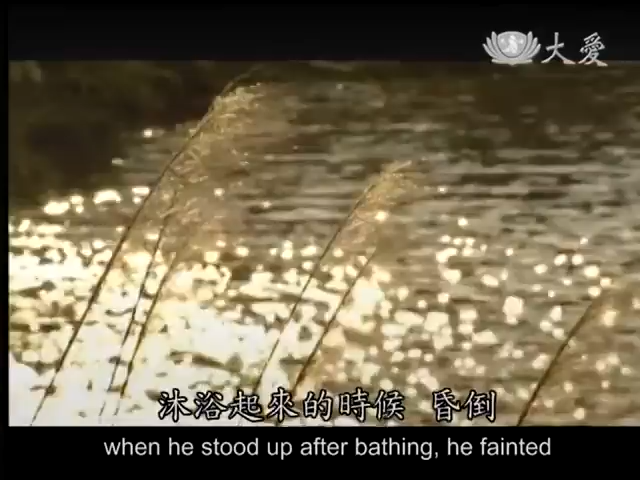 大愛
沐浴起來的時候 昏倒
when he stood up after bathing, he fainted